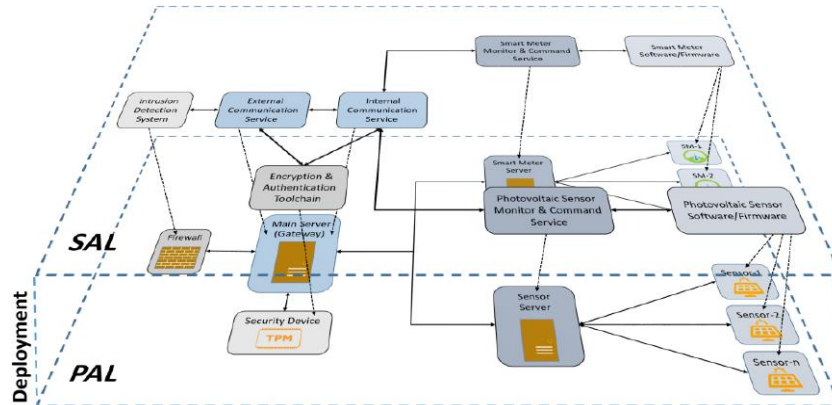 Smart Meter
Monitor & Command
Service
Smart Meter
Software/Firmware
Intrusion
Detection
System
External
Communication
Service
Internal
Communication
Service
SM-1
Smart Meter
Server
SM-2
Encryption &
Authentication
Toolchain
Photovoltaic Sensor
Monitor & Command
Service
Photovoltaic Sensor
Software/Firmware
Main Server
(Gateway)
Firewall
SAL
Sensor-1
Sensor
Server
Sensor-2
Security Device
TPM
Sensor-n
PAL
Deployment